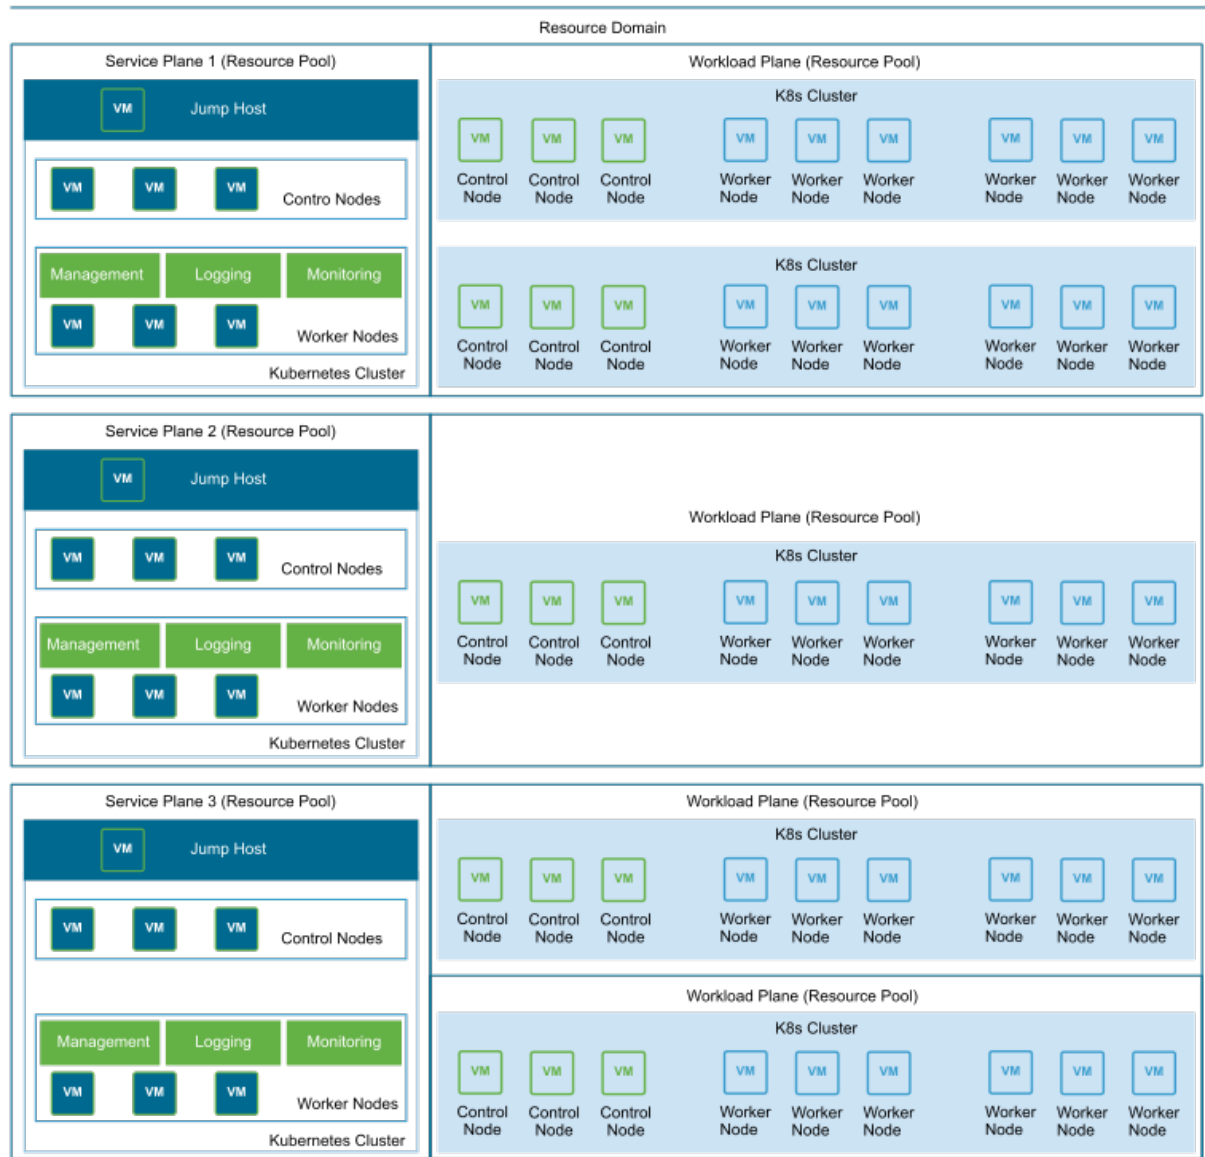 Resource Domain
Service Plane 1 (Resource Pool)
VM Jump Host
VM VM VM
Contro Nodes
Management Logging Monitoring
VM VM VM
Worker Nodes
Kubernetes Cluster
Workload Plane (Resource Pool)
K8s Cluster
VM VM VM VM VM VM VM VM VM
Control Control Control Worker Worker Worker Worker Worker Worker
Node Node Node Node Node Node Node Node Node
K8s Cluster
VM VM VM VM VM VM VM VM VM
Control Control Control Worker Worker Worker Worker Worker Worker
Node Node Node Node Node Node Node Node Node
Service Plane 2 (Resource Pool)
VM Jump Host
VM VM VM
Control Nodes
Management Logging Monitoring
VM VM VM
Worker Nodes
Kubernetes Cluster
Workload Plane (Resource Pool)
K8s Cluster
VM VM VM VM VM VM VM VM VM
Control Control Control Worker Worker Worker Worker Worker Worker
Node Node Node Node Node Node Node Node Node
Service Plane 3 (Resource Pool)
VM Jump Host
VM VM VM
Control Nodes
Management Logging Monitoring
VM VM VM
Worker Nodes
Kubernetes Cluster
Workload Plane (Resource Pool)
K8s Cluster
VM VM VM VM VM VM VM VM VM
Control Control Control Worker Worker Worker Worker Worker Worker
Node Node Node Node Node Node Node Node Node
Workload Plane (Resource Pool)
K8s Cluster
VM VM VM VM VM VM VM VM VM
Control Control Control Worker Worker Worker Worker Worker Worker
Node Node Node Node Node Node Node Node Node